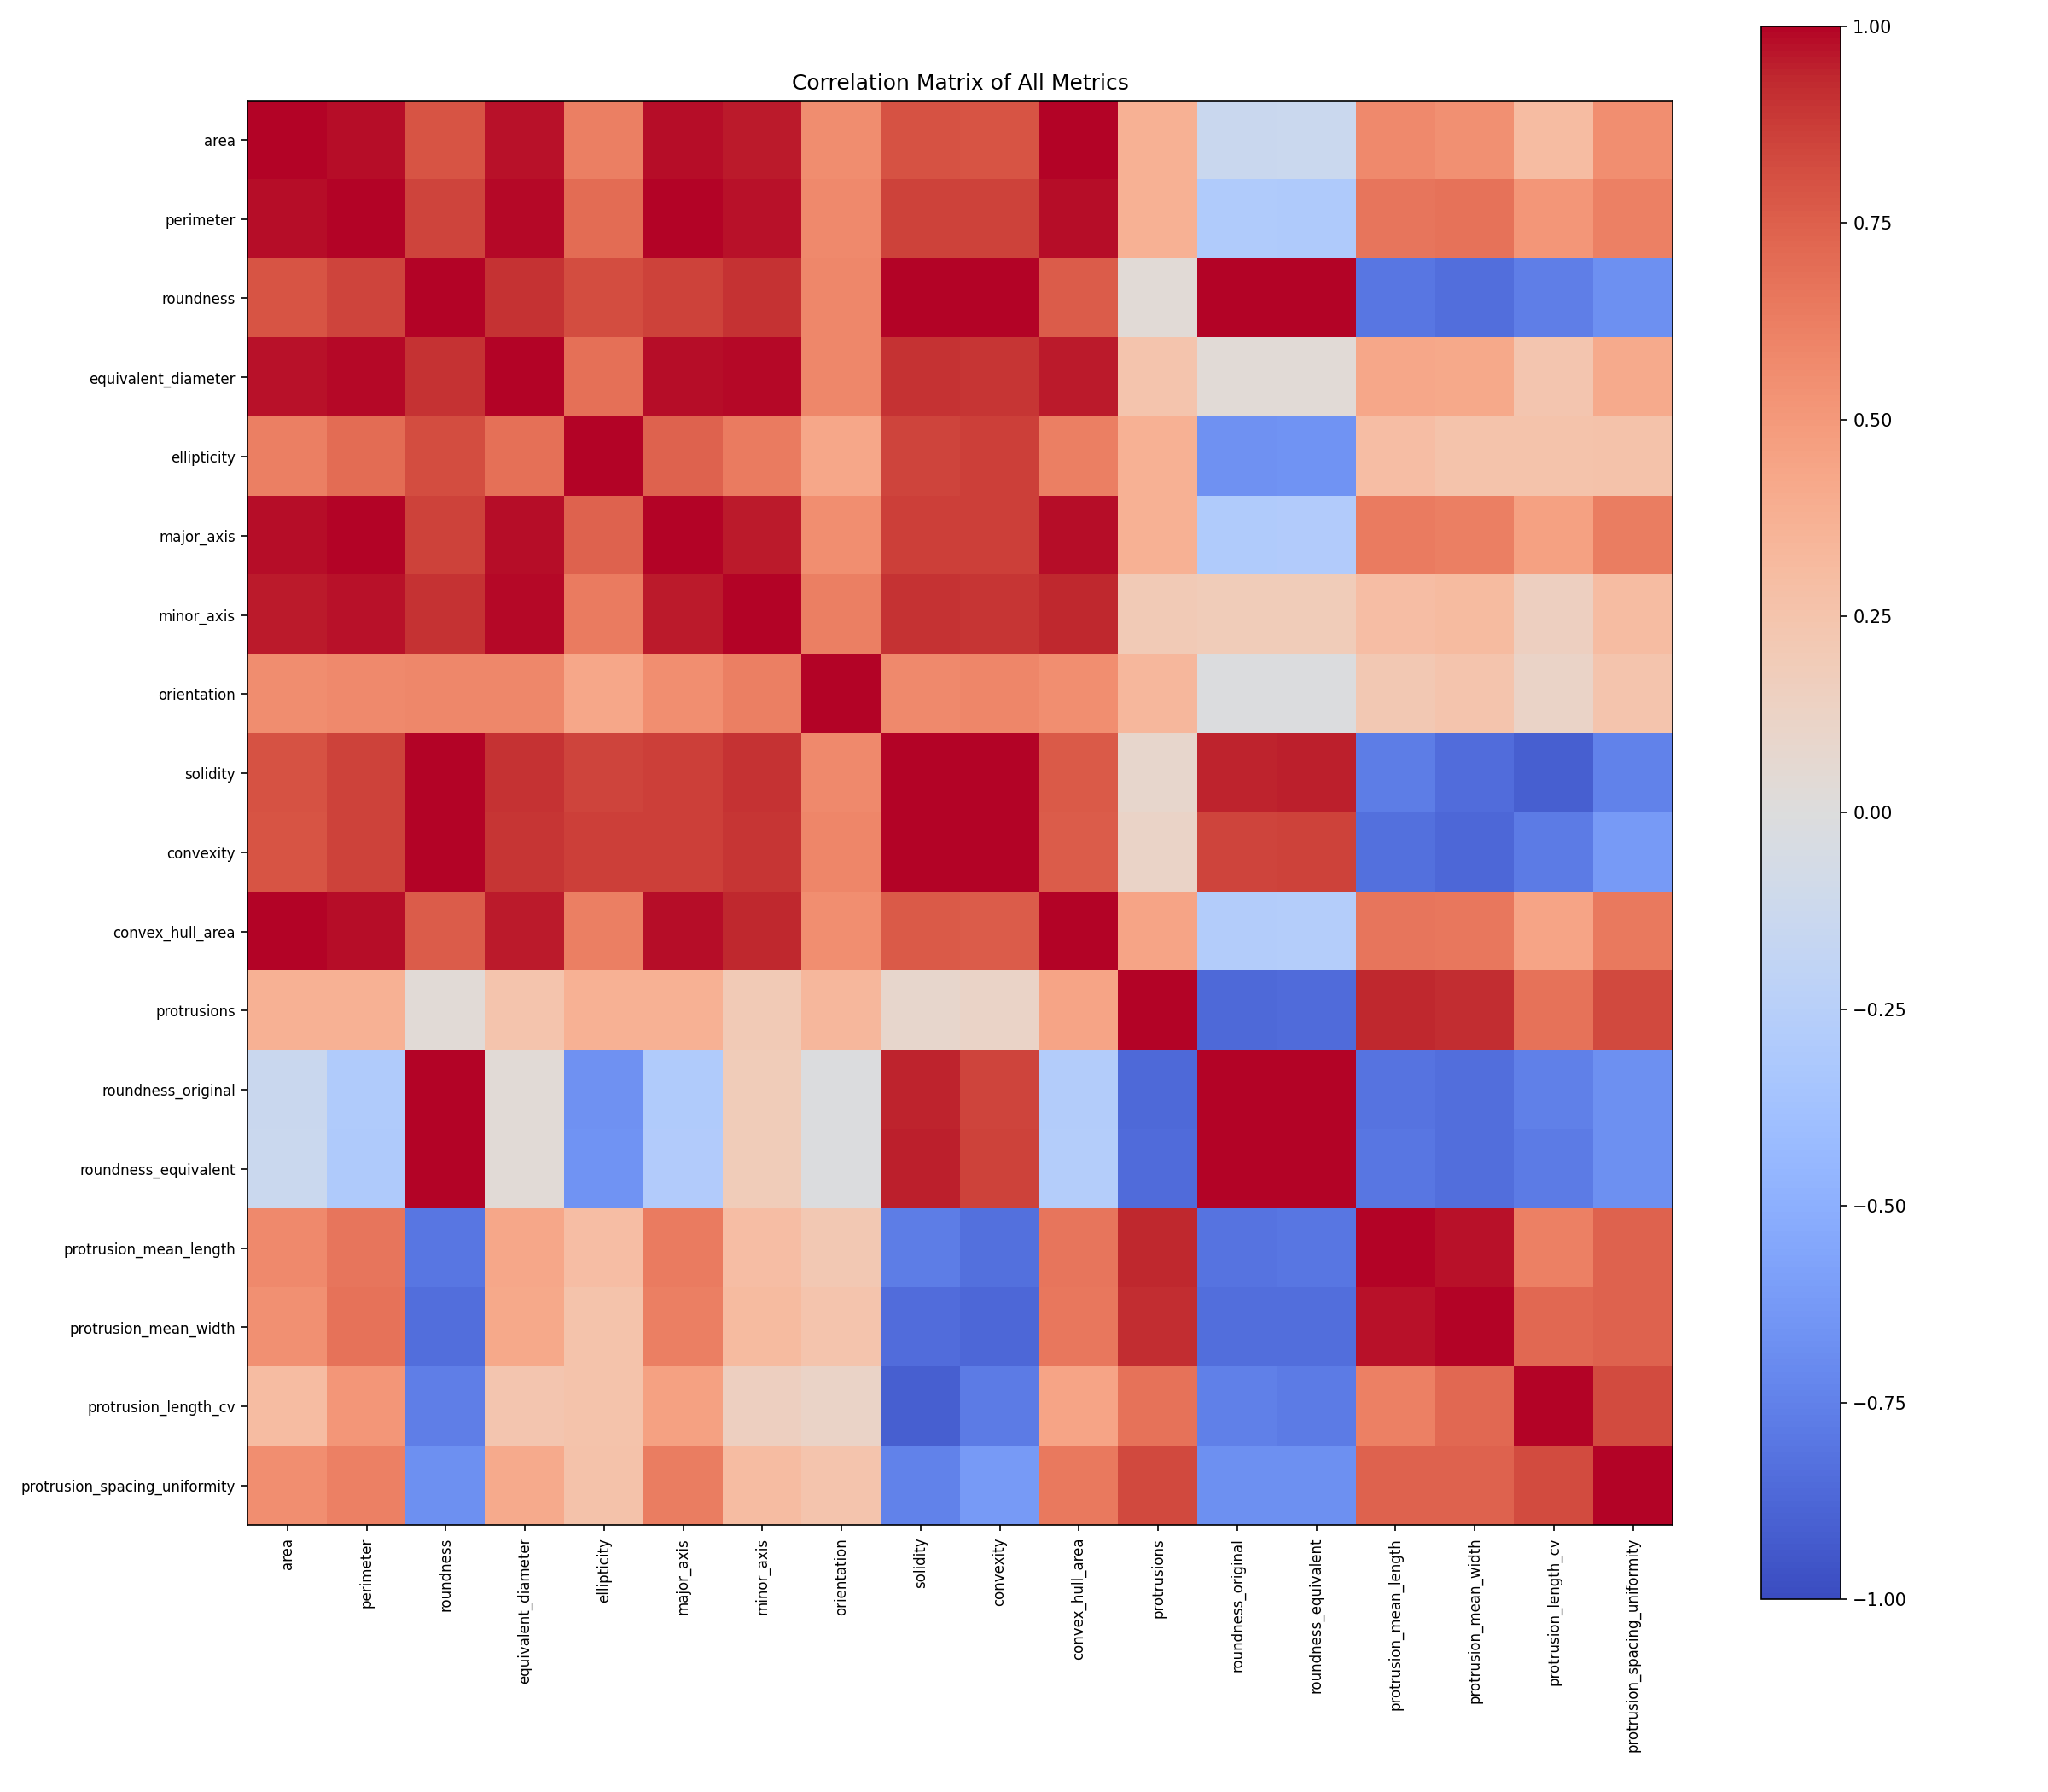 Correlation Matrix of All Metrics
area
perimeter
roundness
equivalent_diameter
ellipticity
major_axis
minor_axis
orientation
solidity
convexity
convex_hull_area
protrusions
roundness_original
roundness_equivalent
protrusion_mean_length
protrusion_mean_width
protrusion_length_cv
protrusion_spacing_uniformity
area
perimeter
roundness
equivalent_diameter
ellipticity
major_axis
minor_axis
orientation
solidity
convexity
convex_hull_area
protrusions
roundness_original
roundness_equivalent
protrusion_mean_length
protrusion_mean_width
protrusion_length_cv
protrusion_spacing_uniformity
1.00
0.75
0.50
0.25
0.00
−0.25
−0.50
−0.75
−1.00